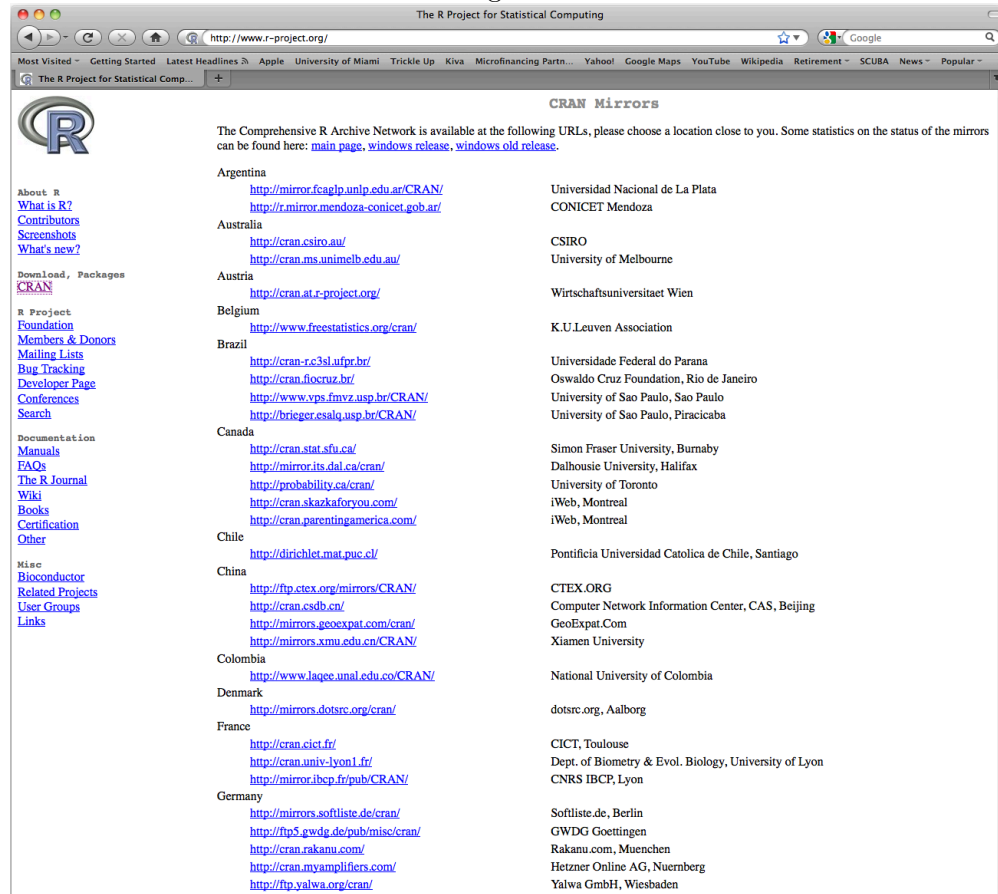 The R Project for Statistical Computing
http://www.r-project.org/
Google
Most Visited Getting Started Latest Headlines Apple University of Miami Trickle Up Kiva Microfinancing Partn... Yahoo! Google Maps YouTube Wikipedia Retirement SCUBA News Popular
The R Project for Statistical Comp... +
R
About R
What is R?
Contributors
Screenshots
What's new?
Download, Packages
CRAN
R Project
Foundation
Members & Donors
Mailing Lists
Bug Tracking
Developer Page
Conferences
Search
Documentation
Manuals
FAQs
The R Journal
Wiki
Books
Certification
Other
Misc
Bioconductor
Related Projects
User Groups
Links
CRAN Mirrors
The Comprehensive R Archive Network is available at the following URLs, please choose a location close to you. Some statistics on the status of the mirrors
can be found here: main page, windows release, windows old release.
Argentina
http://mirror.fcaglp.unlp.edu.ar/CRAN/ Universidad Nacional de La Plata
http://r.mirror.mendoza-conicet.gob.ar/ CONICET Mendoza
Australia
http://cran.csiro.au/ CSIRO
http://cran.ms.unimelb.edu.au/ University of Melbourne
Austria
http://cran.at.r-project.org/ Wirtschaftsuniversitaet Wien
Belgium
http://www.freestatistics.org/cran/ K.U.Leuven Association
Brazil
http://cran-r.c3sl.ufpr.br/ Universidade Federal do Parana
http://cran.fiocruz.br/ Oswaldo Cruz Foundation, Rio de Janeiro
http://www.vps.fmvz.usp.br/CRAN/ University of Sao Paulo, Sao Paulo
http://brieger.esalq.usp.br/CRAN/ University of Sao Paulo, Piracicaba
Canada
http://cran.stat.sfu.ca/ Simon Fraser University, Burnaby
http://mirror.its.dal.ca/cran/ Dalhousie University, Halifax
http://probability.ca/cran/ University of Toronto
http://cran.skazkaforyou.com/ iWeb, Montreal
http://cran.parentingamerica.com/ iWeb, Montreal
Chile
http://dirichlet.mat.puc.cl/ Pontificia Universidad Catolica de Chile, Santiago
China
http://ftp.ctex.org/mirrors/CRAN/ CTEX.ORG
http://cran.csdb.cn/ Computer Network Information Center, CAS, Beijing
http://mirrors.geoexpat.com/cran/ GeoExpat.Com
http://mirrors.xmu.edu.cn/CRAN/ Xiamen University
Colombia
http://www.laqee.unal.edu.co/CRAN/ National University of Colombia
Denmark
http://mirrors.dotsrc.org/cran/ dotsrc.org, Aalborg
France
http://cran.cict.fr/ CICT, Toulouse
http://cran.univ-lyon1.fr/ Dept. of Biometry & Evol. Biology, University of Lyon
http://mirror.ibcp.fr/pub/CRAN/ CNRS IBCP, Lyon
Germany
http://mirrors.softliste.de/cran/ Softliste.de, Berlin
http://ftp5.gwdg.de/pub/misc/cran/ GWDG Goettingen
http://cran.rakanu.com/ Rakanu.com, Muenchen
http://cran.myamplifiers.com/ Hetzner Online AG, Nuernberg
http://ftp.yalwa.org/cran/ Yalwa GmbH, Wiesbaden